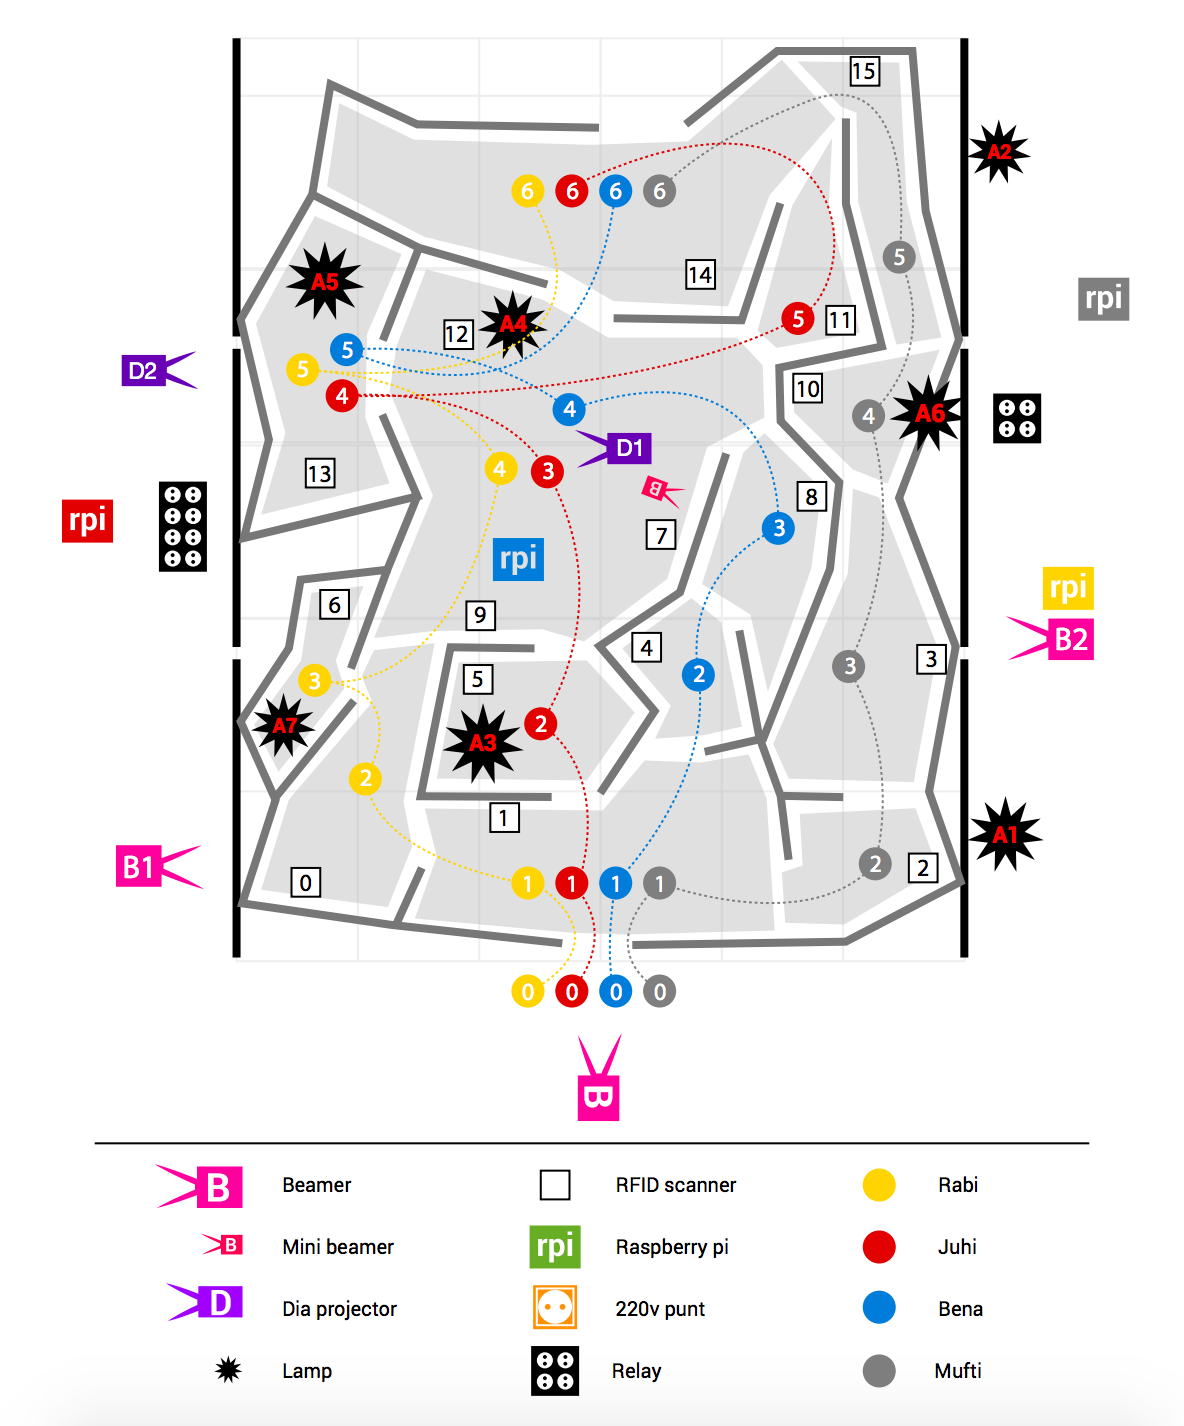 15
A2
6 6 6 6
5
A5
14
rpi
A4
12
5
11
5
D2
5
4
10
4
4
A6
D1
4
3
13
B
8
rpi
7
3
rpi
rpi
6
9
B2
4
3
5
2
3
3
2
A7
A3
2
1
A1
B1
2
2
0
1 1 1 1
0 0 0 0
B
B Beamer
RFID scanner
Rabi
B Mini beamer
rpi Raspberry pi
Juhi
D Dia projector
220v punt
Bena
Lamp
Relay
Mufti